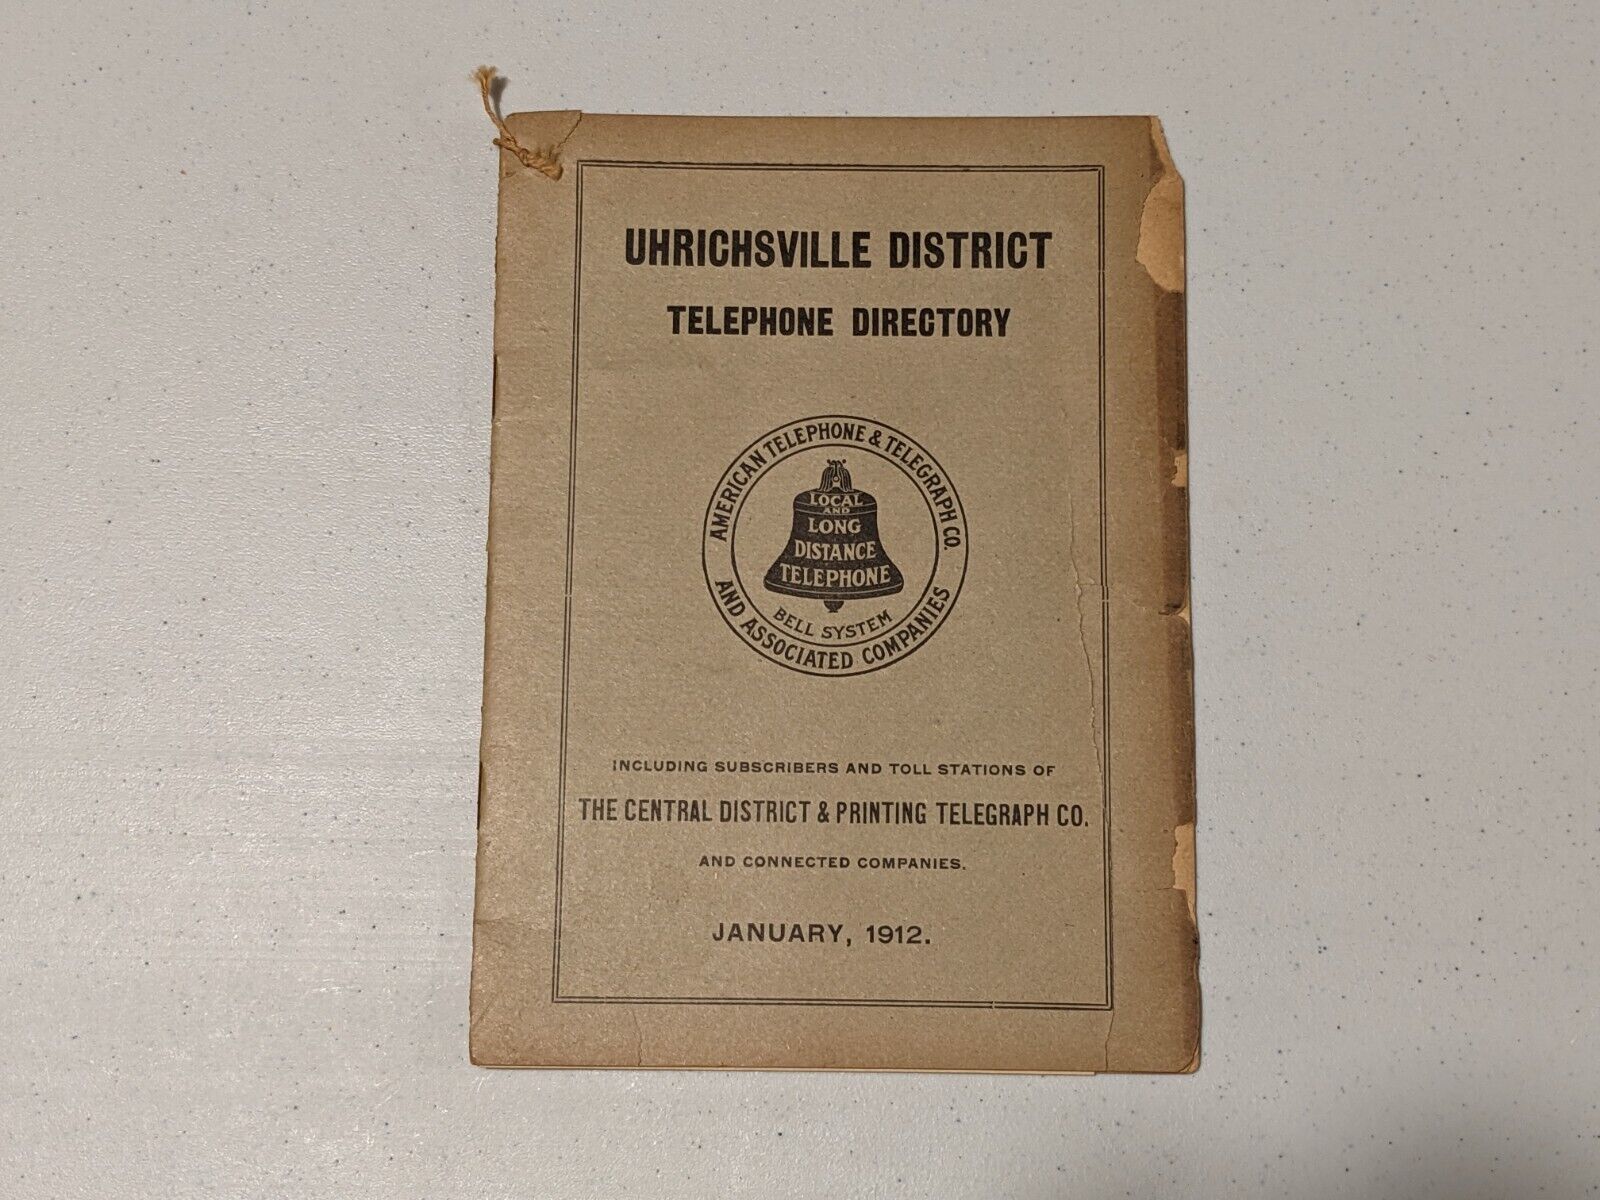 UHRICHSVILLE DISTRICT
TELEPHONE DIRECTORY
AMERICAN TELEPHONE & TELEGRAPH CO.
AND ASSOCIATED COMPANIES
LOCAL
AND
LONG
DISTANCE
TELEPHONE
BELL SYSTEM
INCLUDING SUBSCRIBERS AND TOLL STATIONS OF
THE CENTRAL DISTRICT & PRINTING TELEGRAPH CO.
AND CONNECTED COMPANIES.
JANUARY, 1912.